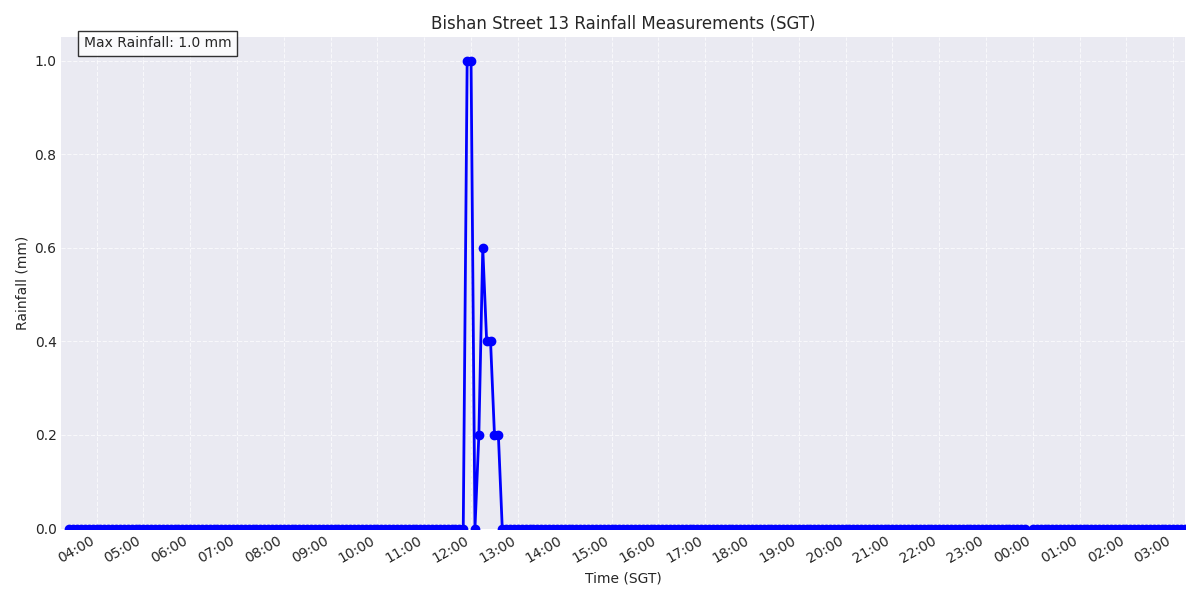 Bishan Street 13 Rainfall Measurements (SGT)
Max Rainfall: 1.0 mm
1.0
0.8
0.6
0.4
0.2
0.0
Rainfall (mm)
04:00 05:00 06:00 07:00 08:00 09:00 10:00 11:00 12:00 13:00 14:00 15:00 16:00 17:00 18:00 19:00 20:00 21:00 22:00 23:00 00:00 01:00 02:00 03:00
Time (SGT)